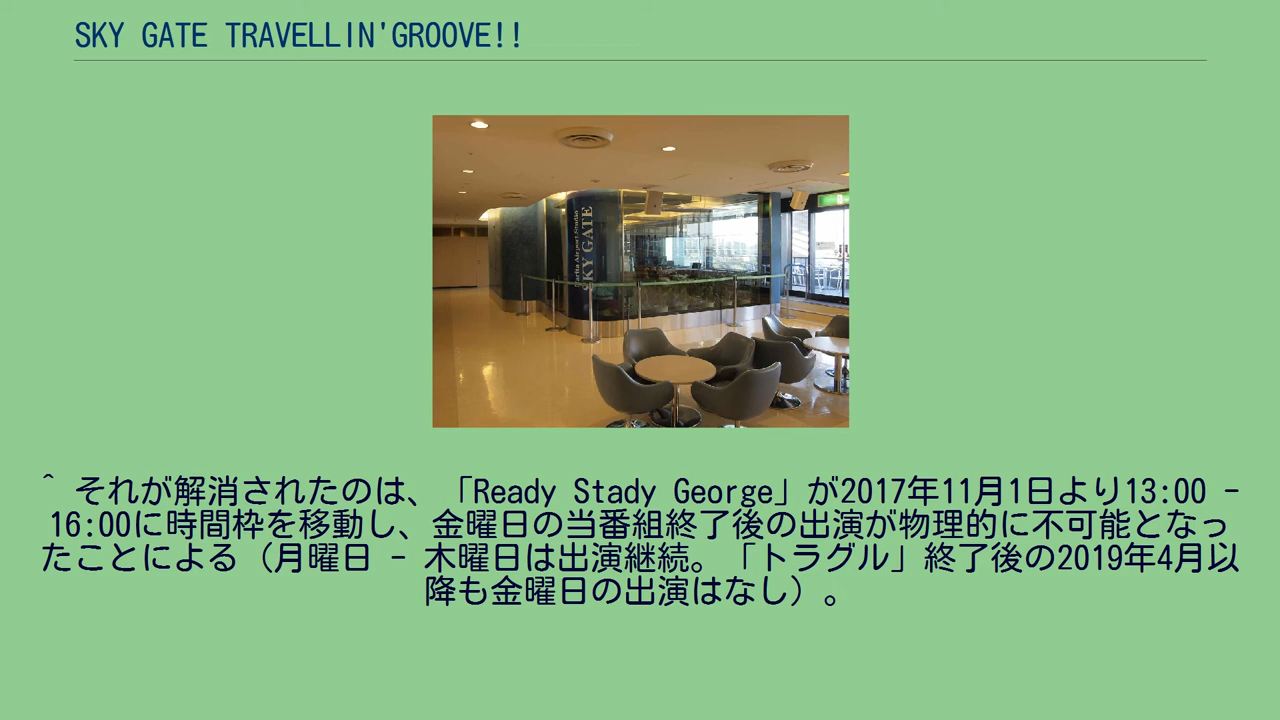 SKY GATE TRAVELLIN'GROOVE!!
Narita Airport Studio
SKY GATE
^ それが解消されたのは、「Ready Stady George」が2017年11月1日より13:00 -
16:00に時間枠を移動し、金曜日の当番組終了後の出演が物理的に不可能となっ
たことによる（月曜日 - 木曜日は出演継続。「トラグル」終了後の2019年4月以
降も金曜日の出演はなし）。